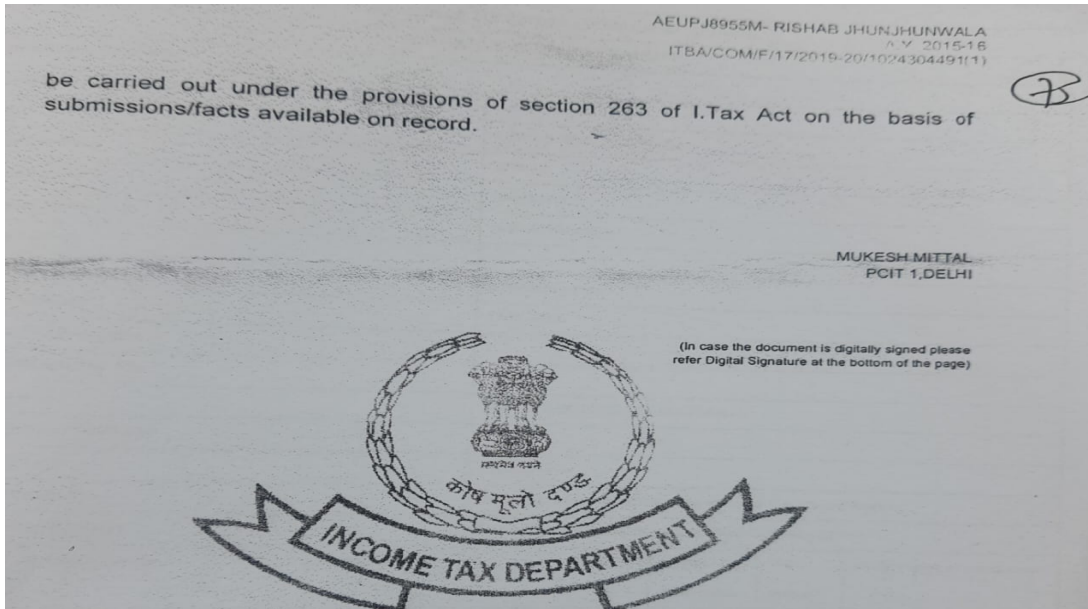 AEUPJ8955M- RISHAB JHUNJHUNWALA
A.Y. 2015-16
ITBA/COM/F/17/2019-20/1024304491(1)
be carried out under the provisions of section 263 of I.Tax Act on the basis of
submissions/facts available on record.
MUKESH MITTAL
PCIT 1,DELHI
(In case the document is digitally signed please
refer Digital Signature at the bottom of the page)
कोष मूलो दण्ड
INCOME TAX DEPARTMENT